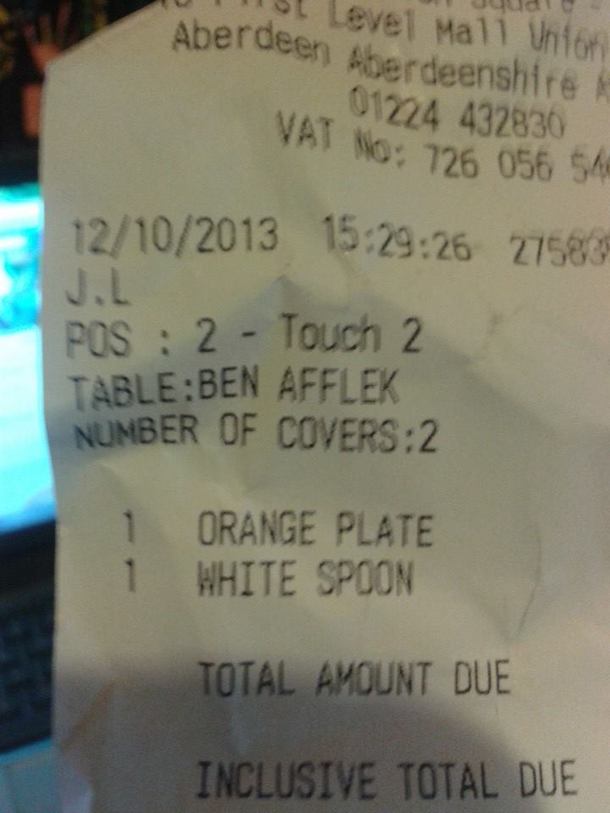 First Level Mall Union
Aberdeen Aberdeenshire
01224 432830
VAT No: 726 056
12/10/2013 15:29:26 27583
J.L
POS : 2 - Touch 2
TABLE:BEN AFFLEK
NUMBER OF COVERS:2
1 ORANGE PLATE
1 WHITE SPOON
TOTAL AMOUNT DUE
INCLUSIVE TOTAL DUE